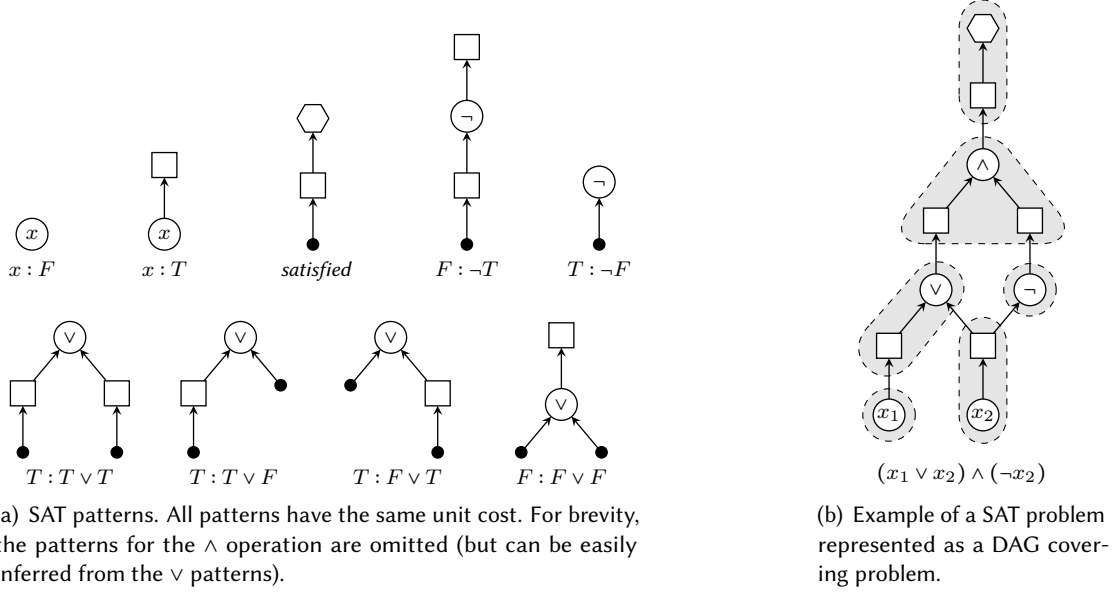 ¬
x
x
¬
x : F
x : T
satisfied
F : ¬T
T : ¬F
∨
∨
∨
∨
T : T ∨ T
T : T ∨ F
T : F ∨ T
F : F ∨ F
a) SAT patterns. All patterns have the same unit cost. For brevity,
the patterns for the ∧ operation are omitted (but can be easily
nferred from the ∨ patterns).
∧
∨
¬
x₁
x₂
(x₁ ∨ x₂) ∧ (¬x₂)
(b) Example of a SAT problem
represented as a DAG cover-
ing problem.